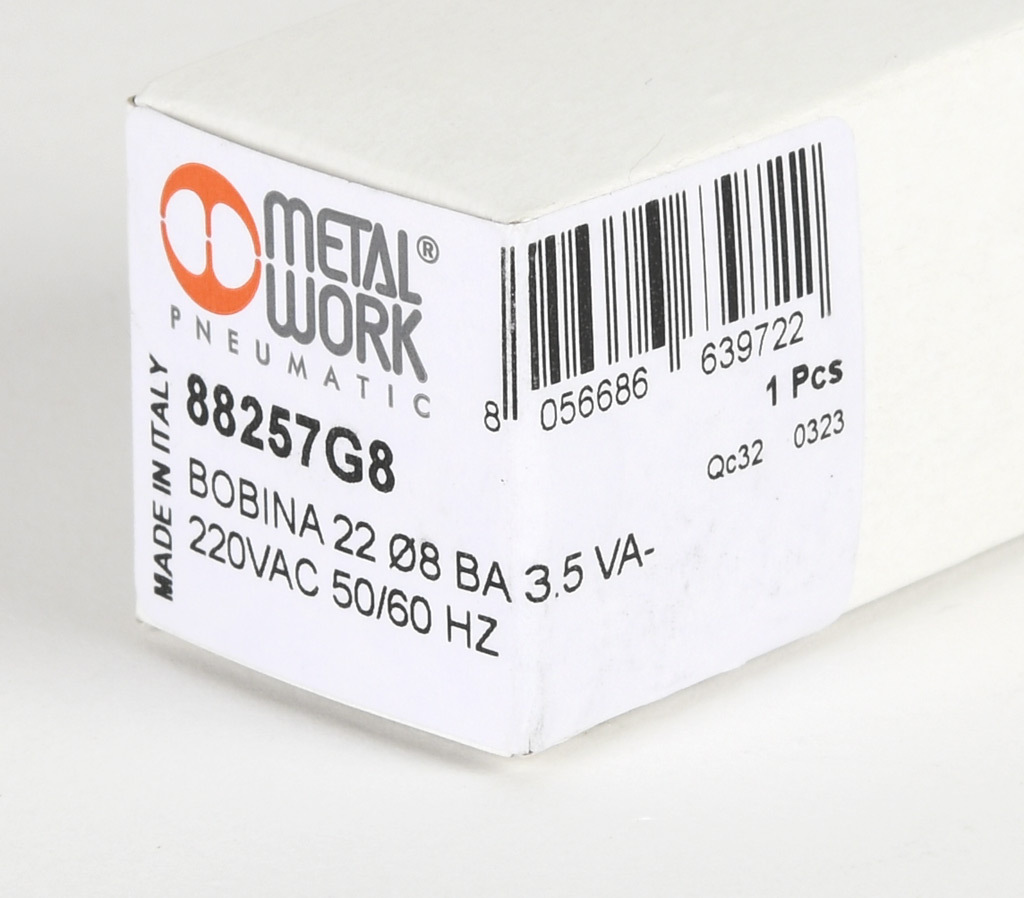 METAL®
WORK
PNEUMATIC
MADE IN ITALY
88257G8
BOBINA 22 Ø8 BA 3.5 VA-
220VAC 50/60 HZ
8 056686 639722
1 Pcs
Qc32 0323